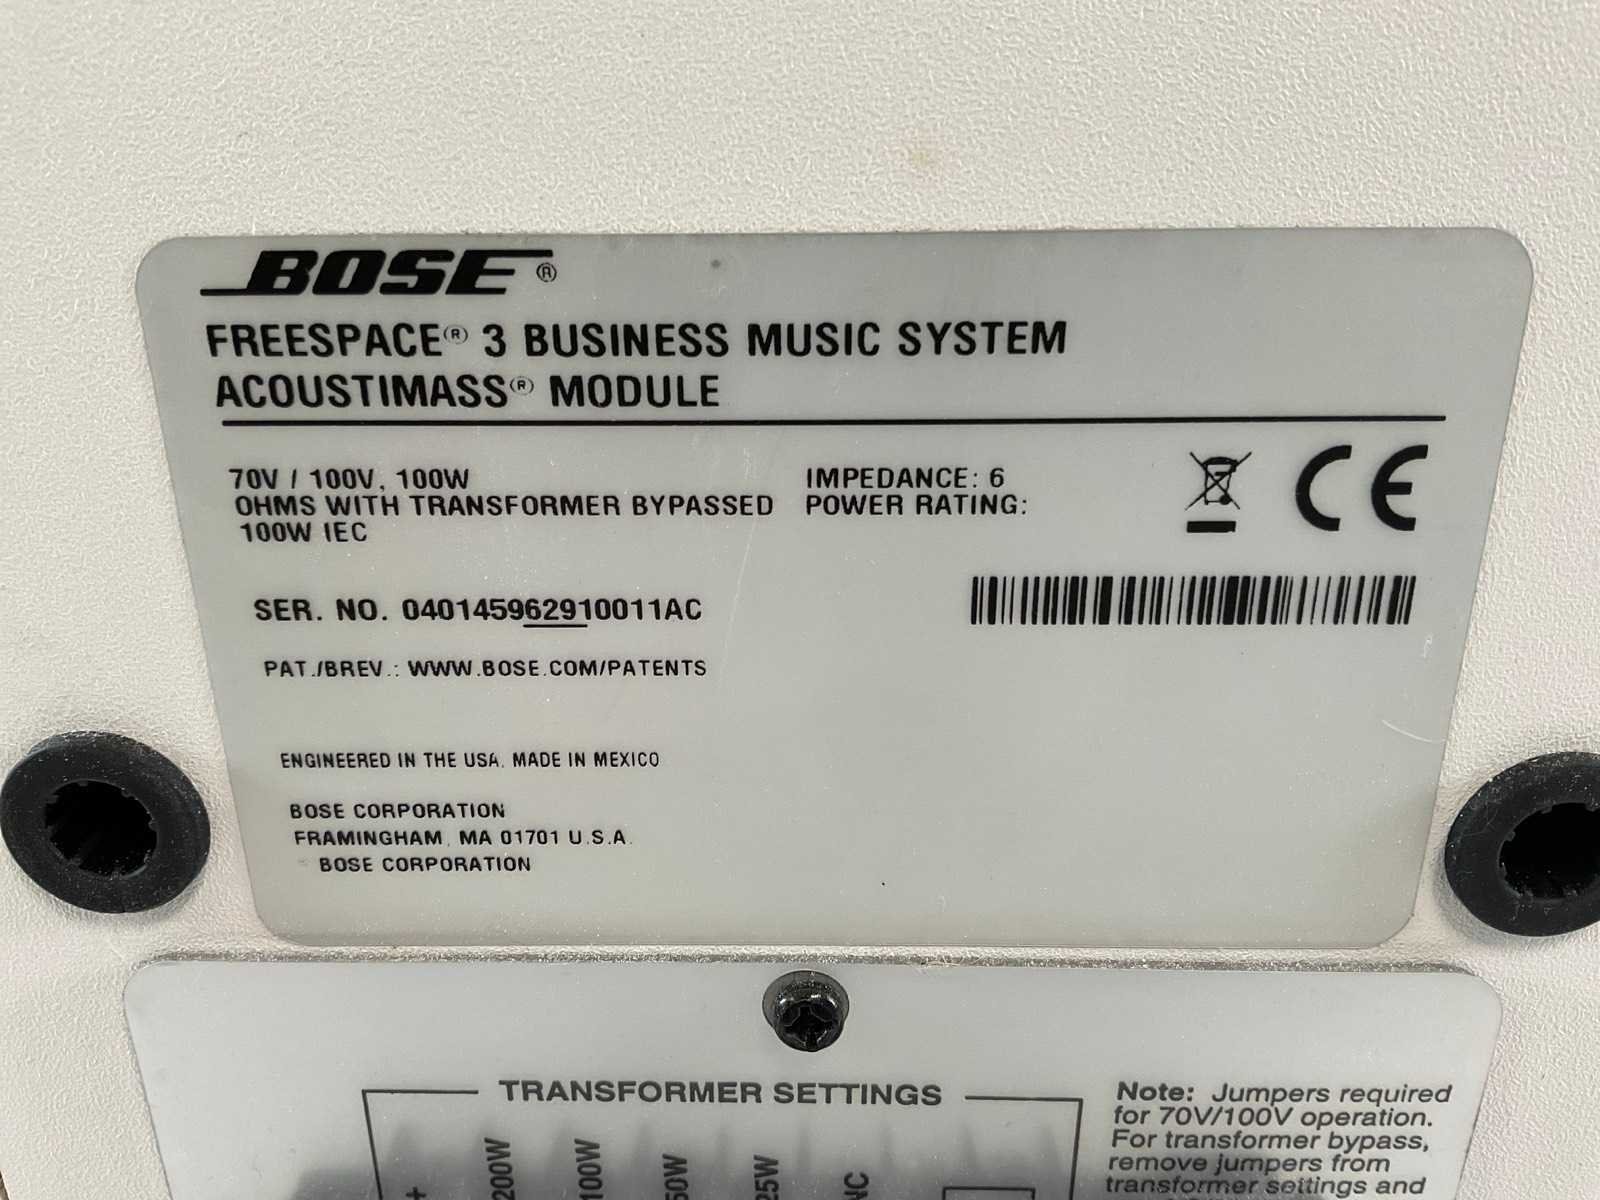 BOSE®
FREESPACE® 3 BUSINESS MUSIC SYSTEM
ACOUSTIMASS® MODULE
70V / 100V, 100W
OHMS WITH TRANSFORMER BYPASSED
100W IEC
IMPEDANCE: 6
POWER RATING:
CE
SER. NO. 040145962910011AC
PAT./BREV.: WWW.BOSE.COM/PATENTS
ENGINEERED IN THE USA. MADE IN MEXICO
BOSE CORPORATION
FRAMINGHAM, MA 01701 U.S.A.
BOSE CORPORATION
TRANSFORMER SETTINGS
+
200W
100W
50W
25W
NC
Note: Jumpers required
for 70V/100V operation.
For transformer bypass,
remove jumpers from
transformer settings and